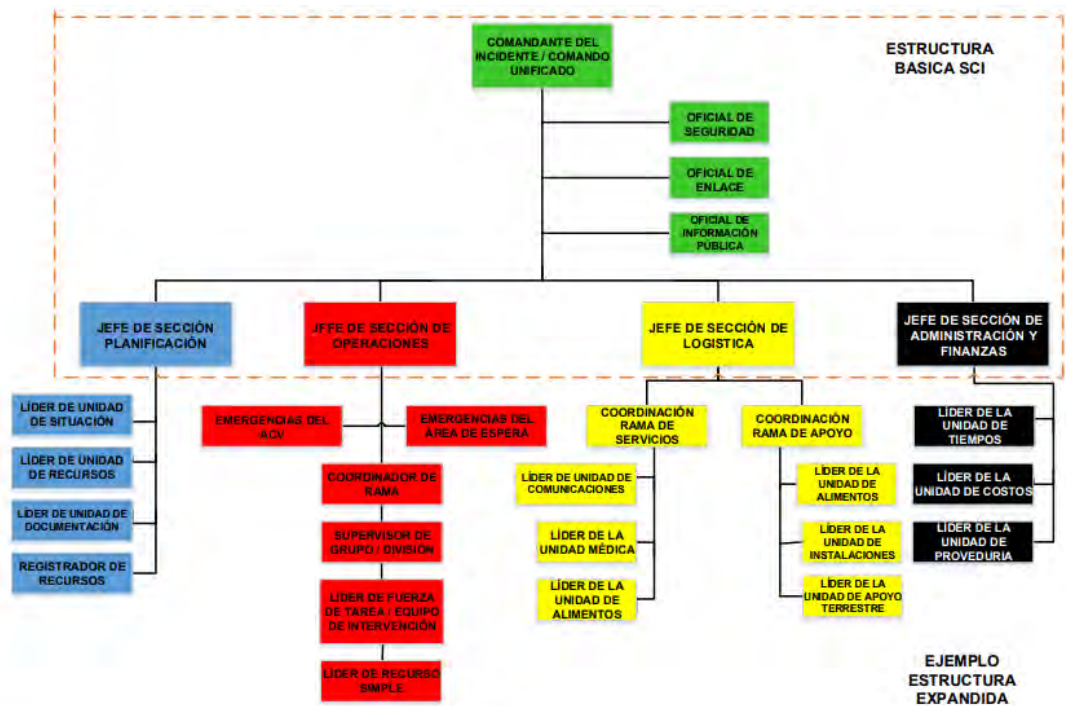 COMANDANTE DEL
INCIDENTE / COMANDO
UNIFICADO
ESTRUCTURA
BASICA SCI
OFICIAL DE
SEGURIDAD
OFICIAL DE
ENLACE
OFICIAL DE
INFORMACIÓN
PÚBLICA
JEFE DE SECCIÓN
PLANIFICACIÓN
JFFE DE SECCIÓN DE
OPERACIONES
JEFE DE SECCIÓN DE
LOGISTICA
JEFE DE SECCIÓN DE
ADMINISTRACIÓN Y
FINANZAS
LÍDER DE UNIDAD
DE SITUACIÓN
LÍDER DE UNIDAD
DE RECURSOS
LÍDER DE UNIDAD DE
DOCUMENTACIÓN
REGISTRADOR DE
RECURSOS
EMERGENCIAS DEL
ACV
EMERGENCIAS DEL
ÁREA DE ESPERA
COORDINADOR DE
RAMA
SUPERVISOR DE
GRUPO / DIVISIÓN
LÍDER DE FUERZA
DE TAREA / EQUIPO
DE INTERVENCIÓN
LÍDER DE RECURSO
SIMPLE
COORDINACIÓN
RAMA DE
SERVICIOS
LÍDER DE UNIDAD DE
COMUNICACIONES
LÍDER DE LA
UNIDAD MÉDICA
LÍDER DE LA
UNIDAD DE
ALIMENTOS
COORDINACIÓN
RAMA DE APOYO
LÍDER DE LA
UNIDAD DE
ALIMENTOS
LÍDER DE LA
UNIDAD DE
INSTALACIONES
LÍDER DE LA
UNIDAD DE APOYO
TERRESTRE
LÍDER DE LA
UNIDAD DE
TIEMPOS
LÍDER DE LA
UNIDAD DE COSTOS
LÍDER DE LA
UNIDAD DE
PROVEDURIA
EJEMPLO
ESTRUCTURA
EXPANDIDA